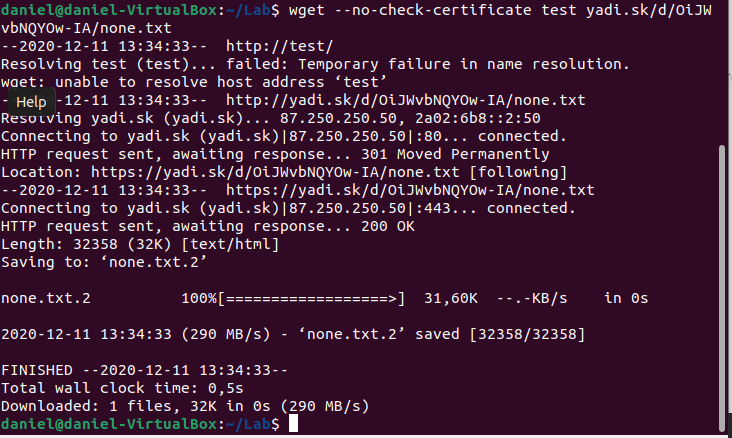 daniel@daniel-VirtualBox:~/Lab$ wget --no-check-certificate test yadi.sk/d/OiJW
vbNQYOw-IA/none.txt
--2020-12-11 13:34:33--  http://test/
Resolving test (test)... failed: Temporary failure in name resolution.
wget: unable to resolve host address ‘test’
Help
-12-11 13:34:33--  http://yadi.sk/d/OiJWvbNQYOw-IA/none.txt
Resolving yadi.sk (yadi.sk)... 87.250.250.50, 2a02:6b8::2:50
Connecting to yadi.sk (yadi.sk)|87.250.250.50|:80... connected.
HTTP request sent, awaiting response... 301 Moved Permanently
Location: https://yadi.sk/d/OiJWvbNQYOw-IA/none.txt [following]
--2020-12-11 13:34:33--  https://yadi.sk/d/OiJWvbNQYOw-IA/none.txt
Connecting to yadi.sk (yadi.sk)|87.250.250.50|:443... connected.
HTTP request sent, awaiting response... 200 OK
Length: 32358 (32K) [text/html]
Saving to: ‘none.txt.2’
none.txt.2          100%[===================>]  31,60K  --.-KB/s    in 0s
2020-12-11 13:34:33 (290 MB/s) - ‘none.txt.2’ saved [32358/32358]
FINISHED --2020-12-11 13:34:33--
Total wall clock time: 0,5s
Downloaded: 1 files, 32K in 0s (290 MB/s)
daniel@daniel-VirtualBox:~/Lab$